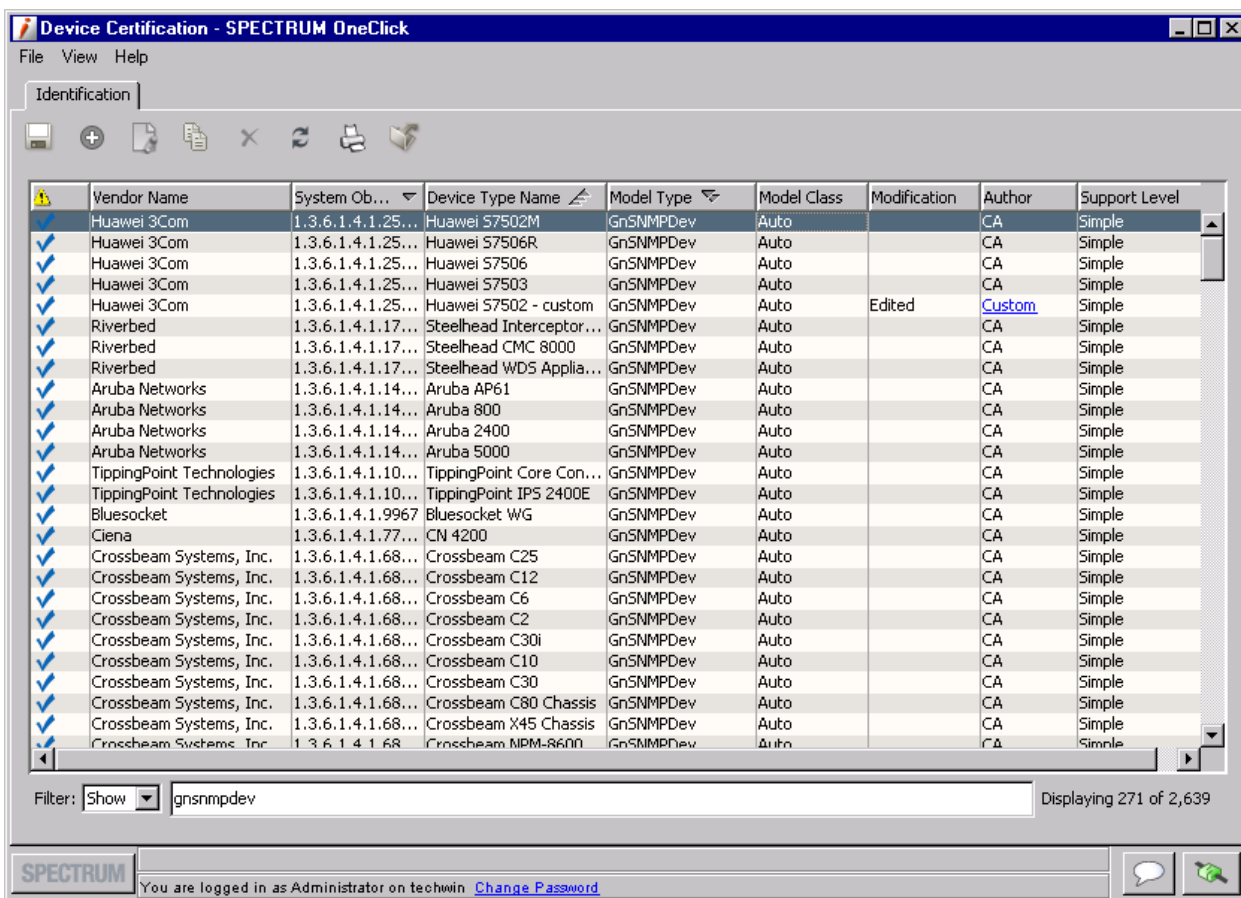 Device Certification - SPECTRUM OneClick
File View Help
Identification
Vendor Name System Ob... Device Type Name Model Type Model Class Modification Author Support Level
Huawei 3Com 1.3.6.1.4.1.25... Huawei S7502M GnSNMPDev Auto CA Simple
Huawei 3Com 1.3.6.1.4.1.25... Huawei S7506R GnSNMPDev Auto CA Simple
Huawei 3Com 1.3.6.1.4.1.25... Huawei S7506 GnSNMPDev Auto CA Simple
Huawei 3Com 1.3.6.1.4.1.25... Huawei S7503 GnSNMPDev Auto CA Simple
Huawei 3Com 1.3.6.1.4.1.25... Huawei S7502 - custom GnSNMPDev Auto Edited Custom Simple
Riverbed 1.3.6.1.4.1.17... Steelhead Interceptor... GnSNMPDev Auto CA Simple
Riverbed 1.3.6.1.4.1.17... Steelhead CMC 8000 GnSNMPDev Auto CA Simple
Riverbed 1.3.6.1.4.1.17... Steelhead WDS Applia... GnSNMPDev Auto CA Simple
Aruba Networks 1.3.6.1.4.1.14... Aruba AP61 GnSNMPDev Auto CA Simple
Aruba Networks 1.3.6.1.4.1.14... Aruba 800 GnSNMPDev Auto CA Simple
Aruba Networks 1.3.6.1.4.1.14... Aruba 2400 GnSNMPDev Auto CA Simple
Aruba Networks 1.3.6.1.4.1.14... Aruba 5000 GnSNMPDev Auto CA Simple
TippingPoint Technologies 1.3.6.1.4.1.10... TippingPoint Core Con... GnSNMPDev Auto CA Simple
TippingPoint Technologies 1.3.6.1.4.1.10... TippingPoint IPS 2400E GnSNMPDev Auto CA Simple
Bluesocket 1.3.6.1.4.1.9967 Bluesocket WG GnSNMPDev Auto CA Simple
Ciena 1.3.6.1.4.1.77... CN 4200 GnSNMPDev Auto CA Simple
Crossbeam Systems, Inc. 1.3.6.1.4.1.68... Crossbeam C25 GnSNMPDev Auto CA Simple
Crossbeam Systems, Inc. 1.3.6.1.4.1.68... Crossbeam C12 GnSNMPDev Auto CA Simple
Crossbeam Systems, Inc. 1.3.6.1.4.1.68... Crossbeam C6 GnSNMPDev Auto CA Simple
Crossbeam Systems, Inc. 1.3.6.1.4.1.68... Crossbeam C2 GnSNMPDev Auto CA Simple
Crossbeam Systems, Inc. 1.3.6.1.4.1.68... Crossbeam C30i GnSNMPDev Auto CA Simple
Crossbeam Systems, Inc. 1.3.6.1.4.1.68... Crossbeam C10 GnSNMPDev Auto CA Simple
Crossbeam Systems, Inc. 1.3.6.1.4.1.68... Crossbeam C30 GnSNMPDev Auto CA Simple
Crossbeam Systems, Inc. 1.3.6.1.4.1.68... Crossbeam C80 Chassis GnSNMPDev Auto CA Simple
Crossbeam Systems, Inc. 1.3.6.1.4.1.68... Crossbeam X45 Chassis GnSNMPDev Auto CA Simple
Crossbeam Systems, Inc. 1.3.6.1.4.1.68... Crossbeam NPM-8600 GnSNMPDev Auto CA Simple
Filter: Show gnsnmpdev Displaying 271 of 2,639
SPECTRUM
You are logged in as Administrator on techwin Change Password